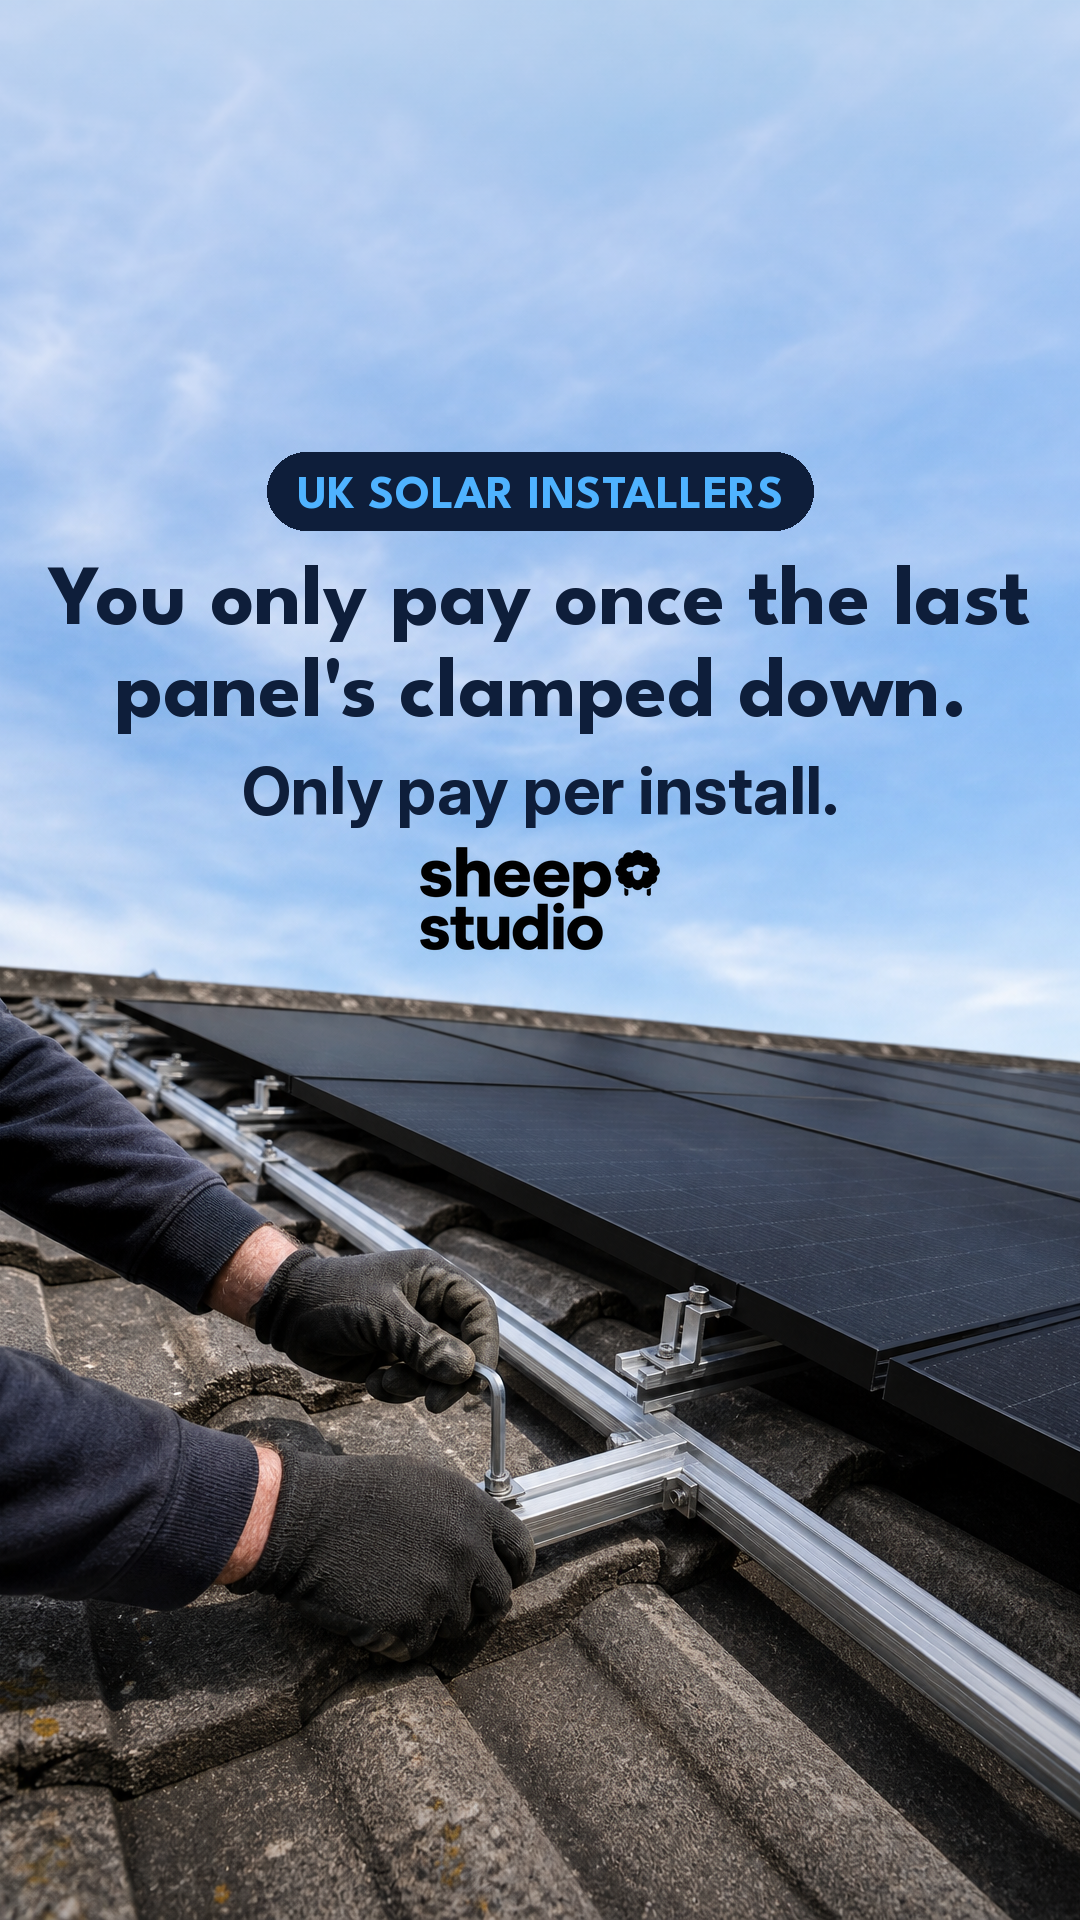 UK SOLAR INSTALLERS
You only pay once the last
panel's clamped down.
Only pay per install.
sheep
studio